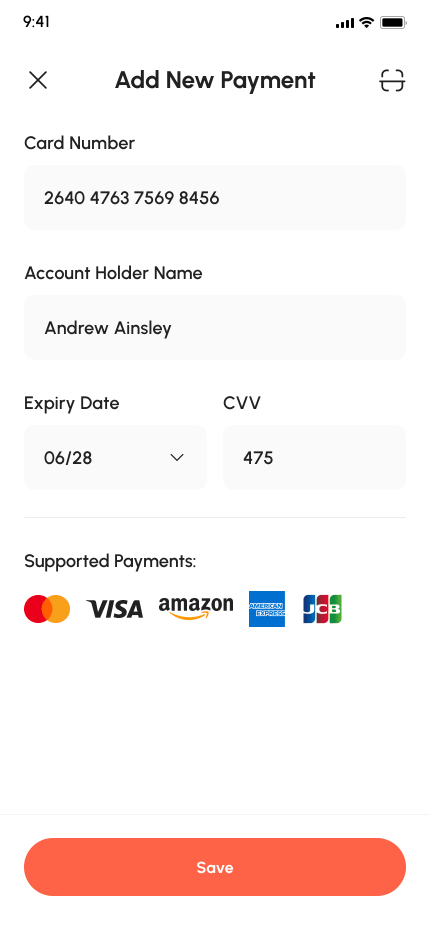 9:41
Add New Payment
Card Number
2640 4763 7569 8456
Account Holder Name
Andrew Ainsley
Expiry Date CVV
06/28 475
Supported Payments:
VISA amazon AMERICAN EXPRESS JCB
Save